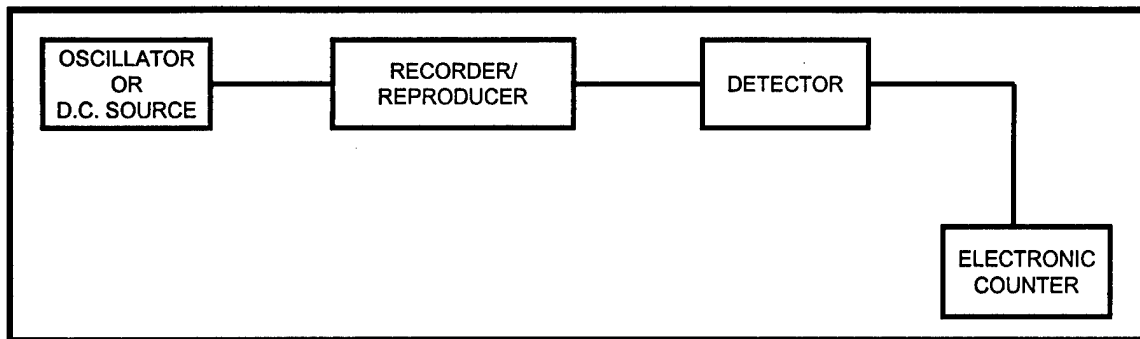 OSCILLATOR
OR
D.C. SOURCE
RECORDER/
REPRODUCER
DETECTOR
ELECTRONIC
COUNTER